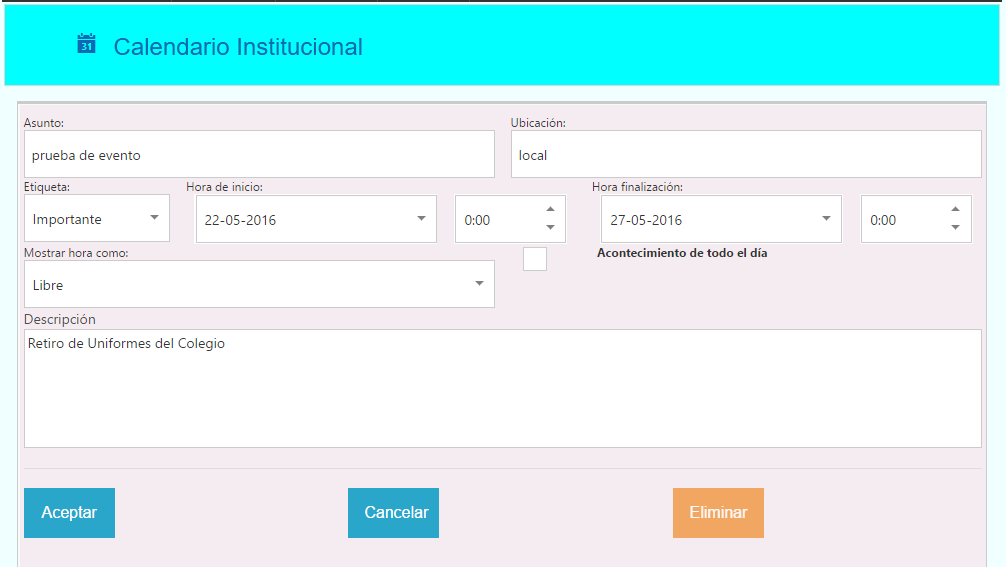 31 Calendario Institucional
Asunto: Ubicación:
prueba de evento local
Etiqueta: Hora de inicio: Hora finalización:
Importante 22-05-2016 0:00 27-05-2016 0:00
Mostrar hora como: Acontecimiento de todo el día
Libre
Descripción
Retiro de Uniformes del Colegio
Aceptar Cancelar Eliminar